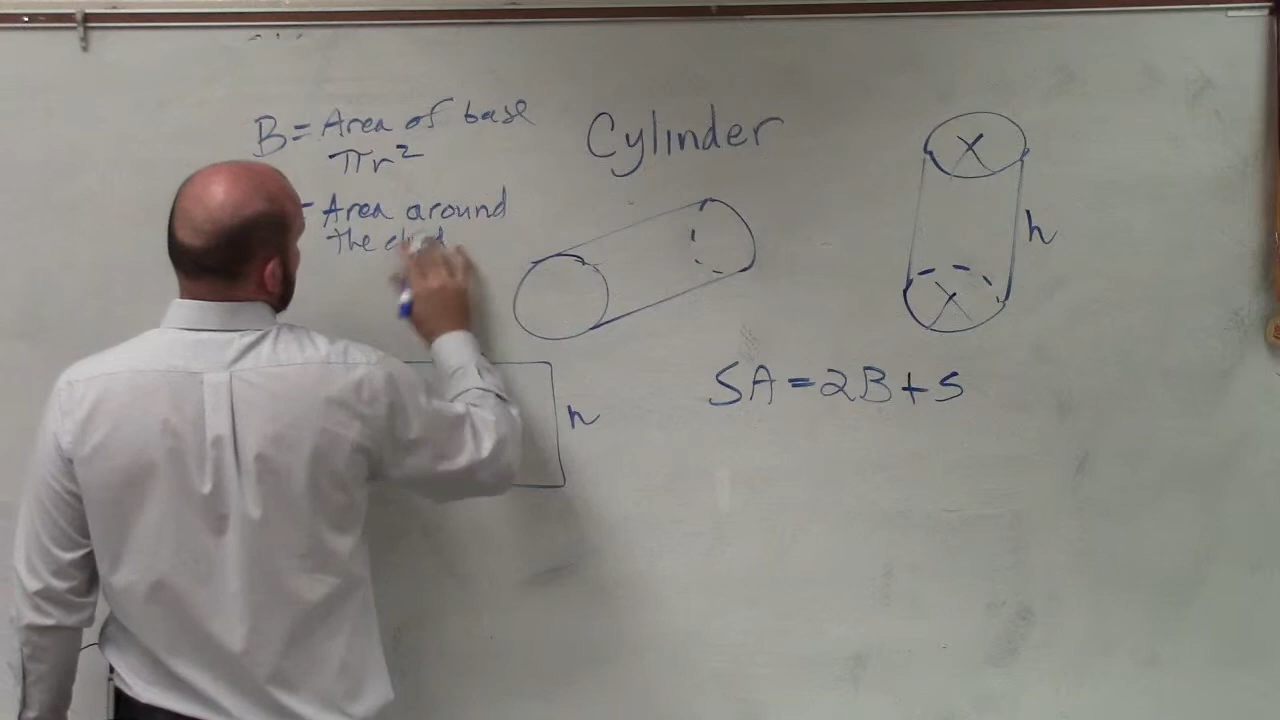 B = Area of base
πr²
= Area around
the
Cylinder
X
h
X
h
SA = 2B + S